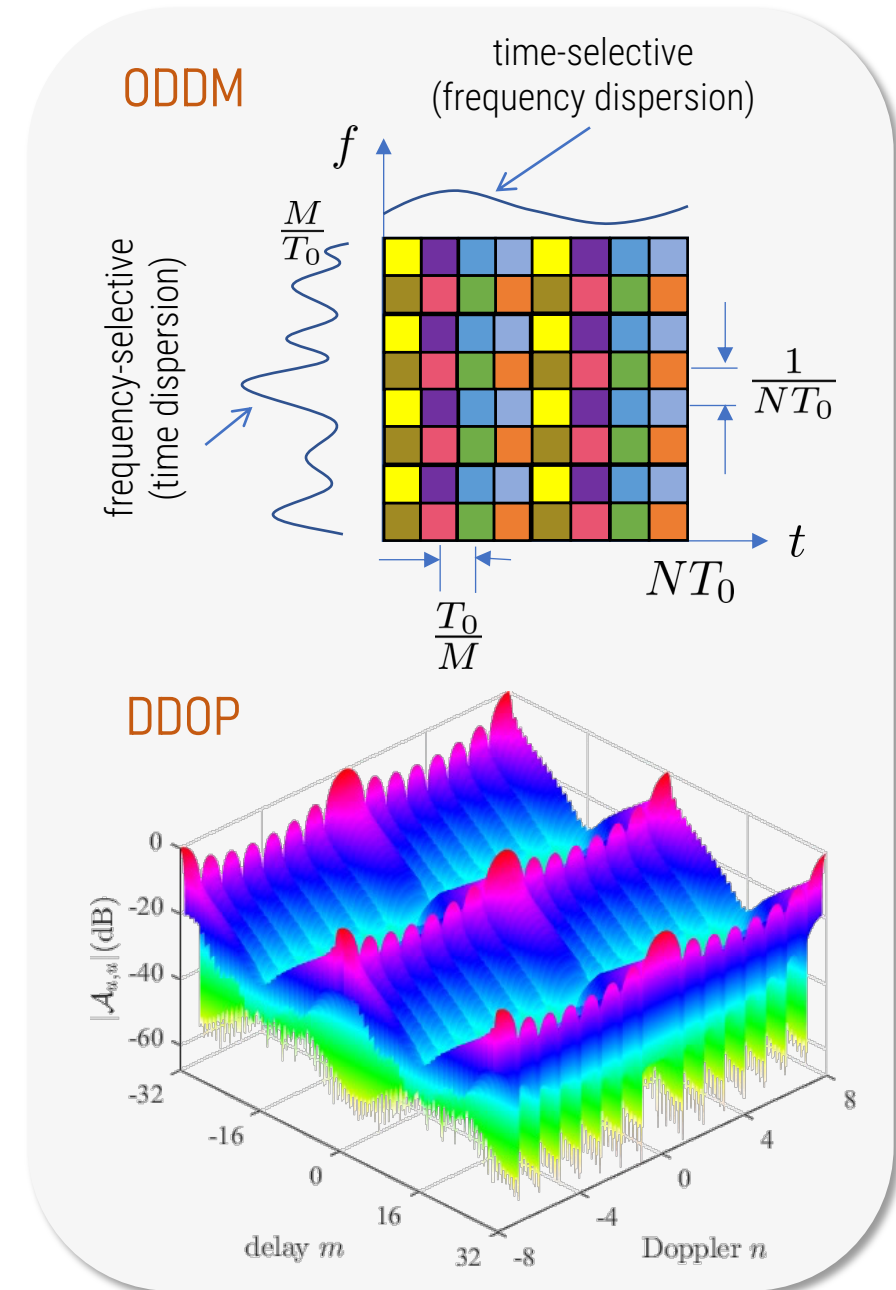 ODDM
time-selective
(frequency dispersion)
f
M
T₀
frequency-selective
(time dispersion)
1
NT₀
t
NT₀
T₀
M
DDOP
|𝒜u,u|(dB)
0
-20
-40
-60
-32
-16
0
16
32
delay m
-8
-4
0
4
8
Doppler n